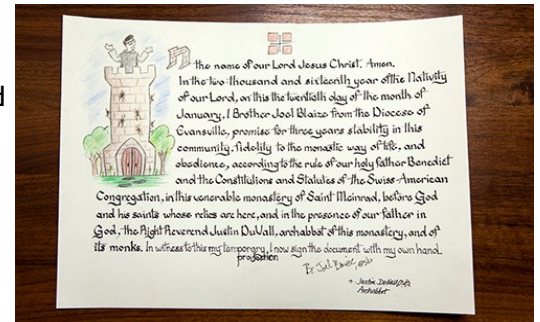 d
In the name of our Lord Jesus Christ. Amen.
In the two thousand and sixteenth year of the Nativity
of our Lord, on this the twentieth day of the month of
January, I Brother Joel Blaize from the Diocese of
Evansville, promise for three years stability in this
community, fidelity to the monastic way of life, and
obedience, according to the rule of our holy father Benedict
and the Constitutions and Statutes of the Swiss-American
Congregation, in this venerable monastery of Saint Meinrad, before God
and his saints whose relics are here, and in the presence of our father in
God, the Right Reverend Justin DuVall, archabbot of this monastery, and of
its monks. In witness to this my temporary, I now sign the document with my own hand.
profession
Br. Joel Blaize, OSB
+ Justin DuVall, OSB
Archabbot